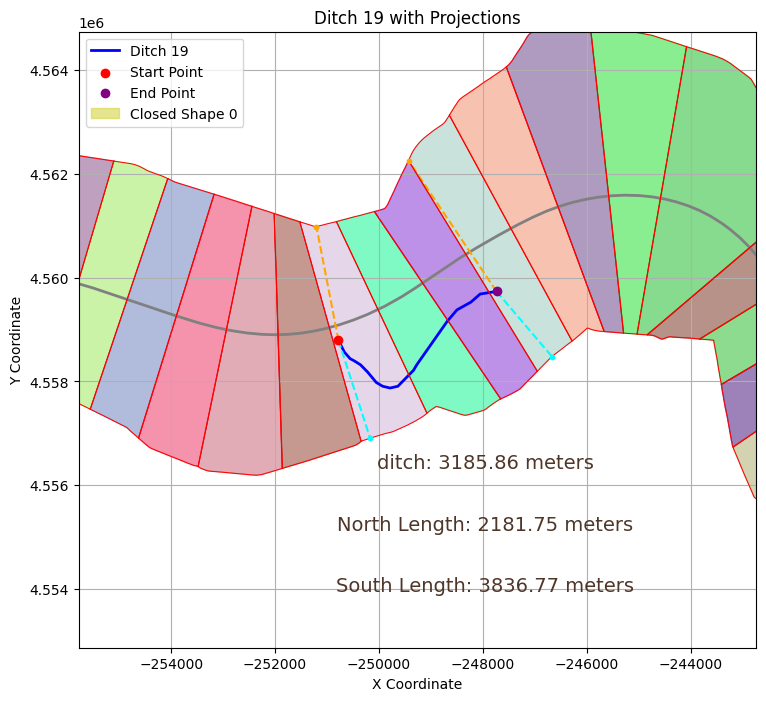 Ditch 19 with Projections
1e6
Ditch 19
Start Point
End Point
Closed Shape 0
4.564
4.562
4.560
4.558
4.556
4.554
Y Coordinate
ditch: 3185.86 meters
North Length: 2181.75 meters
South Length: 3836.77 meters
−254000 −252000 −250000 −248000 −246000 −244000
X Coordinate